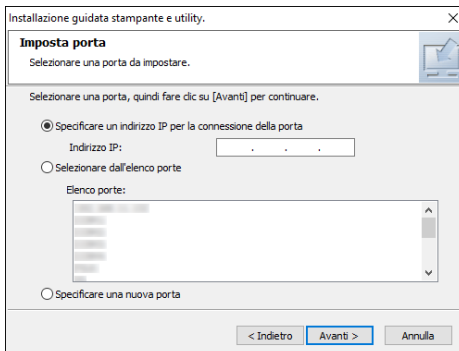 Installazione guidata stampante e utility.
Imposta porta
Selezionare una porta da impostare.
Selezionare una porta, quindi fare clic su [Avanti] per continuare.
Specificare un indirizzo IP per la connessione della porta
Indirizzo IP: . . .
Selezionare dall'elenco porte
Elenco porte:
Specificare una nuova porta
< Indietro Avanti > Annulla